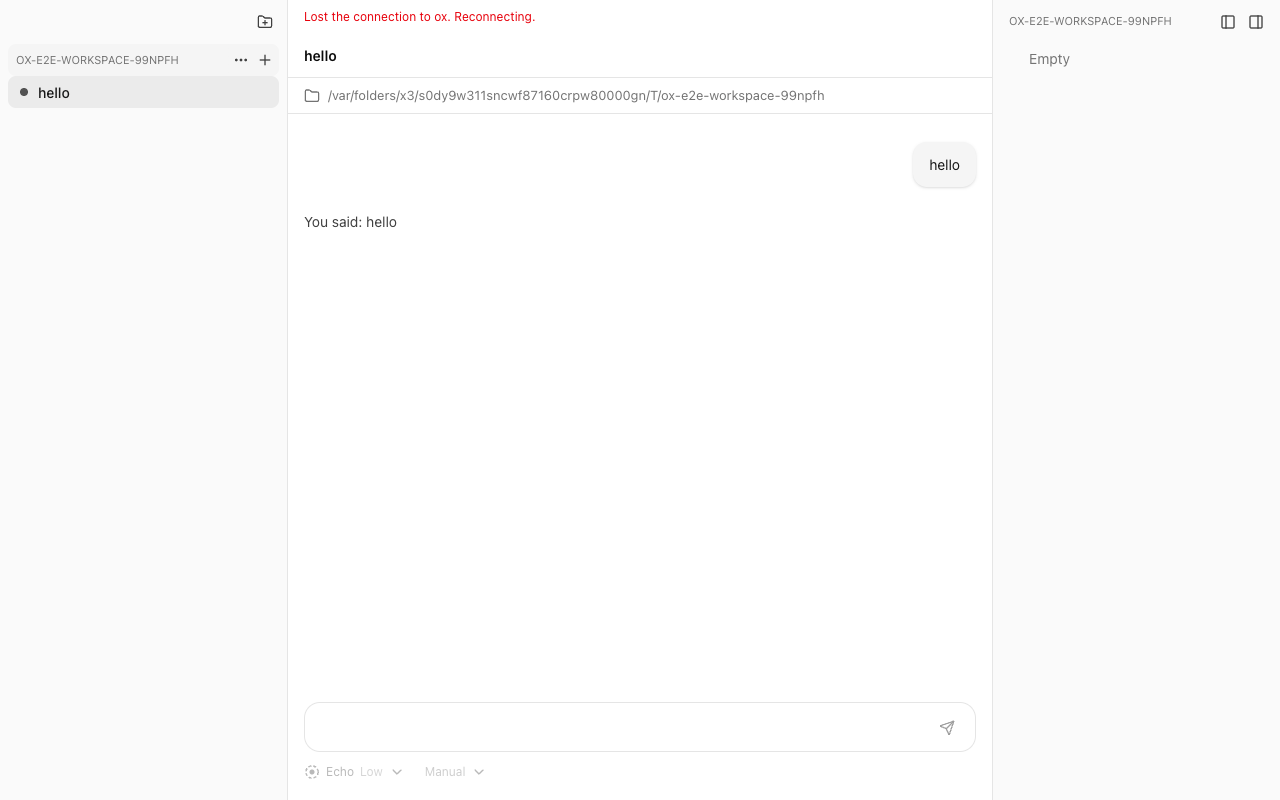 OX-E2E-WORKSPACE-99NPFH
hello
Lost the connection to ox. Reconnecting.
hello
/var/folders/x3/s0dy9w311sncwf87160crpw80000gn/T/ox-e2e-workspace-99npfh
hello
You said: hello
Echo Low Manual
OX-E2E-WORKSPACE-99NPFH
Empty